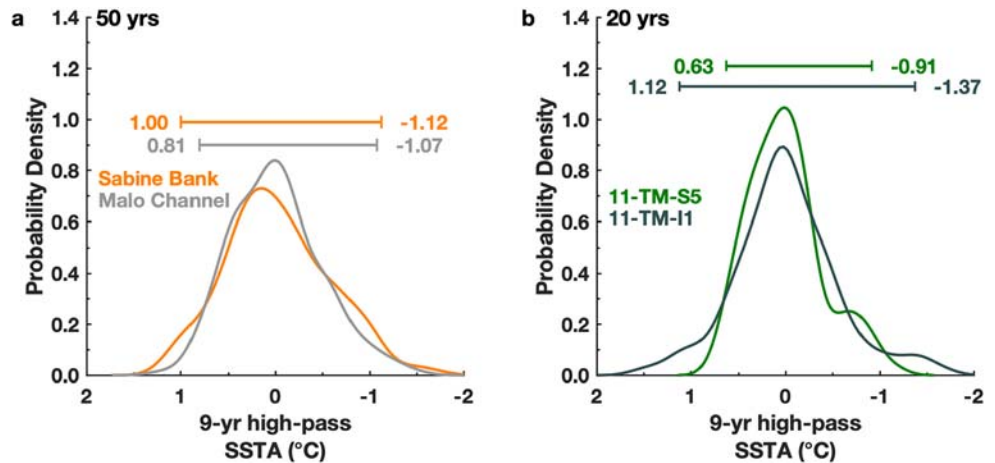 a 50 yrs
1.4
1.2
1.0
0.8
0.6
0.4
0.2
0.0
Probability Density
1.00 -1.12
0.81 -1.07
Sabine Bank
Malo Channel
2 1 0 -1 -2
9-yr high-pass
SSTA (°C)
b 20 yrs
1.4
1.2
1.0
0.8
0.6
0.4
0.2
0.0
Probability Density
0.63 -0.91
1.12 -1.37
11-TM-S5
11-TM-I1
2 1 0 -1 -2
9-yr high-pass
SSTA (°C)